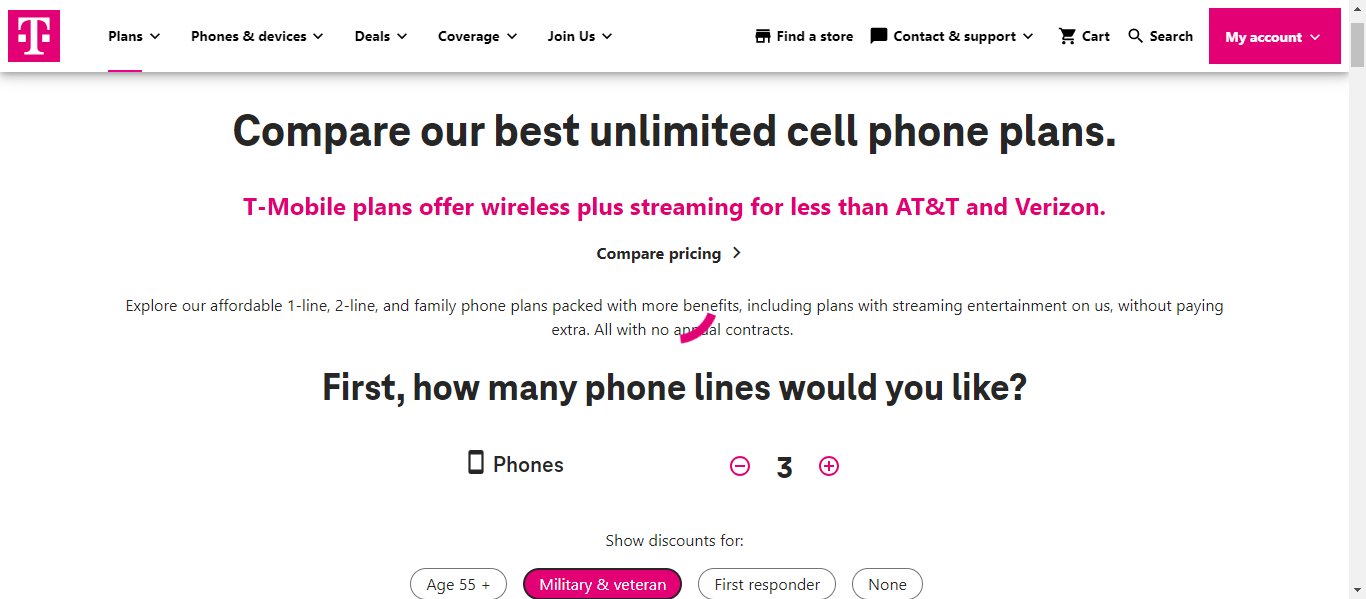 T
Plans
Phones & devices
Deals
Coverage
Join Us
Find a store
Contact & support
Cart
Search
My account
Compare our best unlimited cell phone plans.
T-Mobile plans offer wireless plus streaming for less than AT&T and Verizon.
Compare pricing
Explore our affordable 1-line, 2-line, and family phone plans packed with more benefits, including plans with streaming entertainment on us, without paying
extra. All with no annual contracts.
First, how many phone lines would you like?
Phones
3
Show discounts for:
Age 55 +
Military & veteran
First responder
None